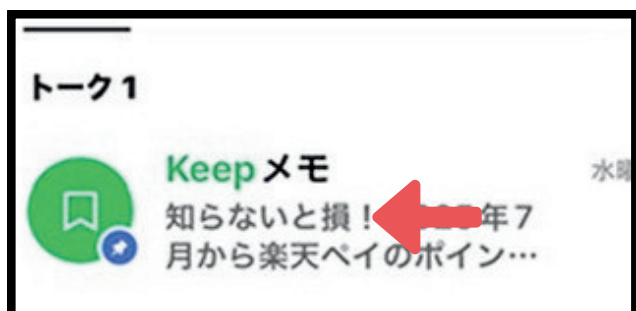 トーク 1
Keepメモ
水曜
知らないと損！ 年7
月から楽天ペイのポイン…